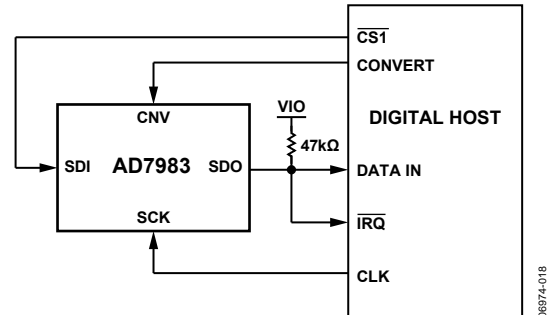 CS1
CONVERT
VIO
CNV
47kΩ
DIGITAL HOST
SDI
AD7983
SDO
DATA IN
SCK
IRQ
CLK
06974-018